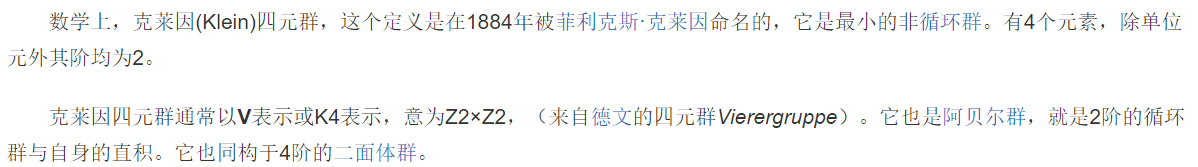 数学上，克莱因(Klein)四元群，这个定义是在1884年被菲利克斯·克莱因命名的，它是最小的非循环群。有4个元素，除单位
元外其阶均为2。
克莱因四元群通常以V表示或K4表示，意为Z2×Z2，（来自德文的四元群Vierergruppe）。它也是阿贝尔群，就是2阶的循环
群与自身的直积。它也同构于4阶的二面体群。